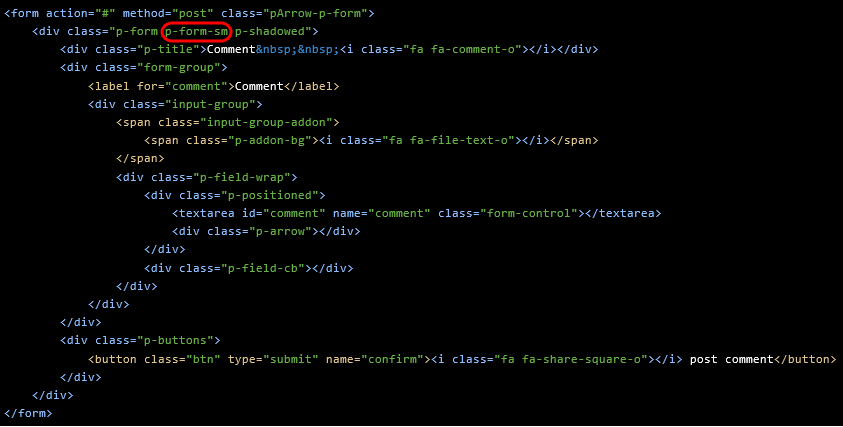 <form action="#" method="post" class="pArrow-p-form">
<div class="p-form p-form-sm p-shadowed">
<div class="p-title">Comment&nbsp;&nbsp;<i class="fa fa-comment-o"></i></div>
<div class="form-group">
<label for="comment">Comment</label>
<div class="input-group">
<span class="input-group-addon">
<span class="p-addon-bg"><i class="fa fa-file-text-o"></i></span>
</span>
<div class="p-field-wrap">
<div class="p-positioned">
<textarea id="comment" name="comment" class="form-control"></textarea>
<div class="p-arrow"></div>
</div>
<div class="p-field-cb"></div>
</div>
</div>
</div>
<div class="p-buttons">
<button class="btn" type="submit" name="confirm"><i class="fa fa-share-square-o"></i> post comment</button>
</div>
</div>
</form>